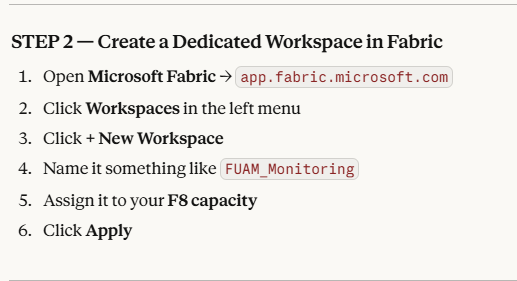 STEP 2 — Create a Dedicated Workspace in Fabric
1. Open Microsoft Fabric → app.fabric.microsoft.com
2. Click Workspaces in the left menu
3. Click + New Workspace
4. Name it something like FUAM_Monitoring
5. Assign it to your F8 capacity
6. Click Apply